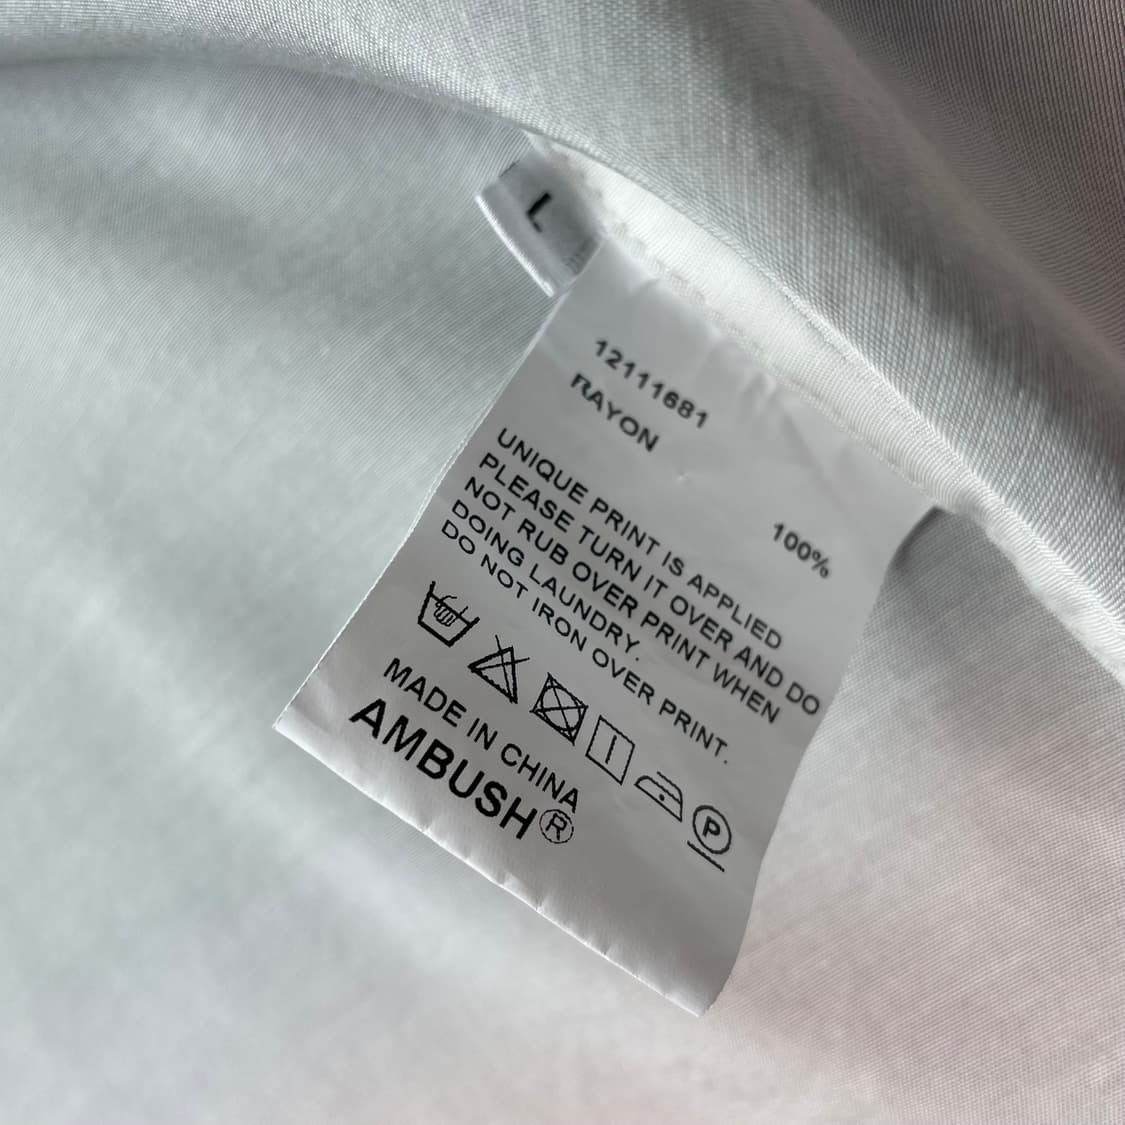 L
12111681
RAYON 100%
UNIQUE PRINT IS APPLIED
PLEASE TURN IT OVER AND DO
NOT RUB OVER PRINT WHEN
DOING LAUNDRY.
DO NOT IRON OVER PRINT.
P
MADE IN CHINA
AMBUSH®